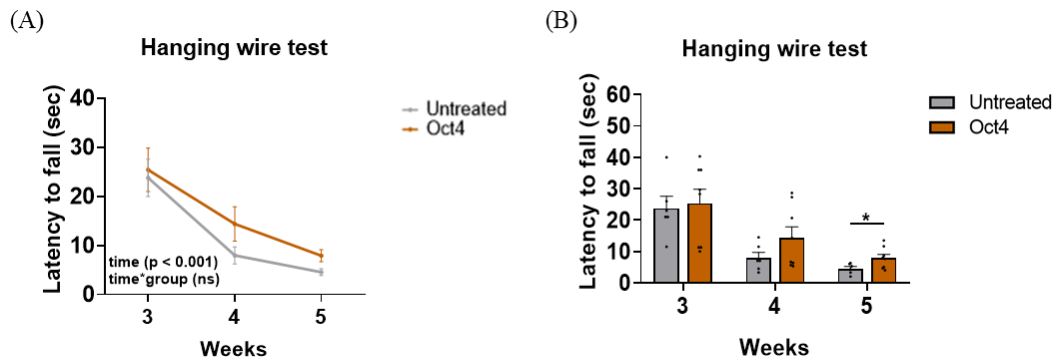 (A)
Hanging wire test
Latency to fall (sec)
40
30
20
10
0
time (p < 0.001)
time*group (ns)
3 4 5
Weeks
Untreated
Oct4
(B)
Hanging wire test
Latency to fall (sec)
60
50
40
30
20
10
0
*
3 4 5
Weeks
Untreated
Oct4